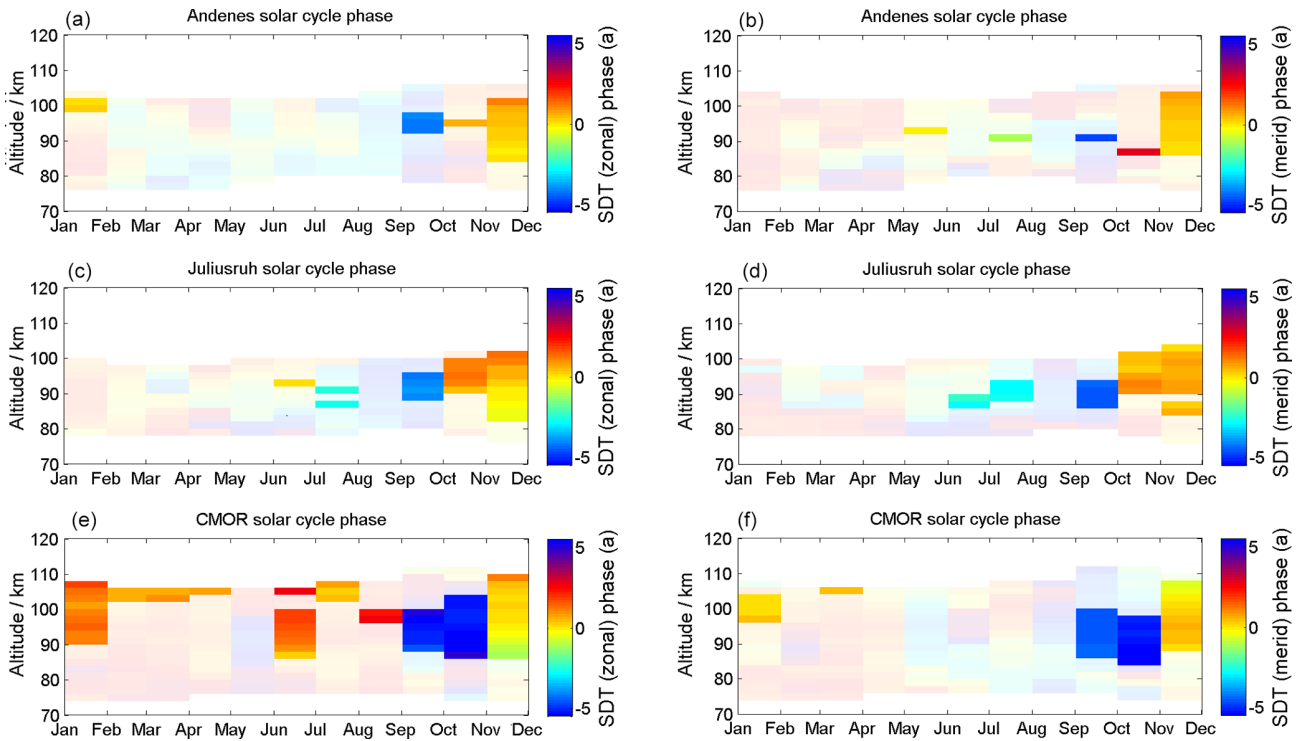 (a) Andenes solar cycle phase
120
110
100
90
80
70
Altitude / km
Jan Feb Mar Apr May Jun Jul Aug Sep Oct Nov Dec
5
0
-5
SDT (zonal) phase (a)
(b) Andenes solar cycle phase
120
110
100
90
80
70
Altitude / km
Jan Feb Mar Apr May Jun Jul Aug Sep Oct Nov Dec
5
0
-5
SDT (merid) phase (a)
(c) Juliusruh solar cycle phase
120
110
100
90
80
70
Altitude / km
Jan Feb Mar Apr May Jun Jul Aug Sep Oct Nov Dec
5
0
-5
SDT (zonal) phase (a)
(d) Juliusruh solar cycle phase
120
110
100
90
80
70
Altitude / km
Jan Feb Mar Apr May Jun Jul Aug Sep Oct Nov Dec
5
0
-5
SDT (merid) phase (a)
(e) CMOR solar cycle phase
120
110
100
90
80
70
Altitude / km
Jan Feb Mar Apr May Jun Jul Aug Sep Oct Nov Dec
5
0
-5
SDT (zonal) phase (a)
(f) CMOR solar cycle phase
120
110
100
90
80
70
Altitude / km
Jan Feb Mar Apr May Jun Jul Aug Sep Oct Nov Dec
5
0
-5
SDT (merid) phase (a)